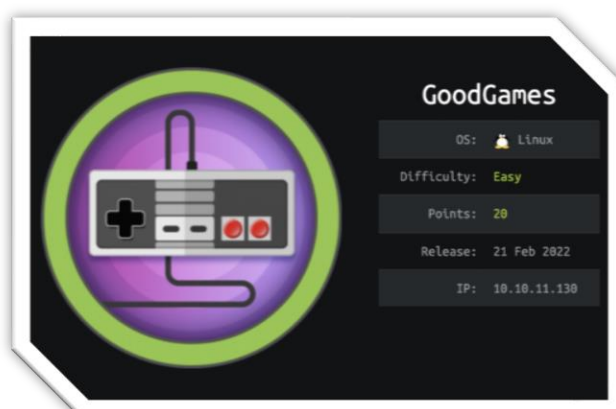 GoodGames
OS: Linux
Difficulty: Easy
Points: 20
Release: 21 Feb 2022
IP: 10.10.11.130